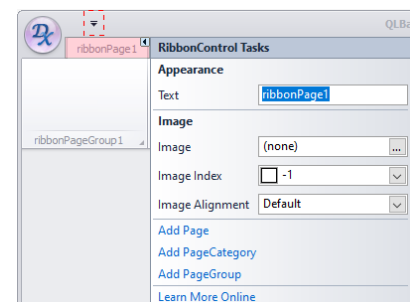 QLBa
DX
ribbonPage1
RibbonControl Tasks
Appearance
Text ribbonPage1
ribbonPageGroup1
Image
Image (none) ...
Image Index -1
Image Alignment Default
Add Page
Add PageCategory
Add PageGroup
Learn More Online